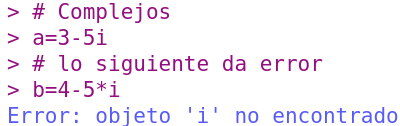 > # Complejos
> a=3-5i
> # lo siguiente da error
> b=4-5*i
Error: objeto 'i' no encontrado